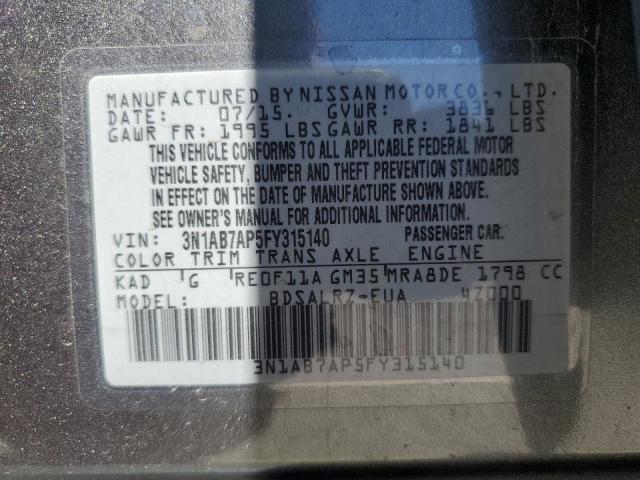 MANUFACTURED BY NISSAN MOTOR CO., LTD.
DATE: 07/15 GVWR: 3836 LBS
GAWR FR: 1995 LBS GAWR RR: 1841 LBS
THIS VEHICLE CONFORMS TO ALL APPLICABLE FEDERAL MOTOR
VEHICLE SAFETY, BUMPER AND THEFT PREVENTION STANDARDS
IN EFFECT ON THE DATE OF MANUFACTURE SHOWN ABOVE.
SEE OWNER'S MANUAL FOR ADDITIONAL INFORMATION.
VIN: 3N1AB7AP5FY315140 PASSENGER CAR.
COLOR TRIM TRANS AXLE ENGINE
KAD G RE0F11A GM35 MRA8DE 1798 CC
MODEL: BDSALRZ-EUA 4Z000
3N1AB7AP5FY315140